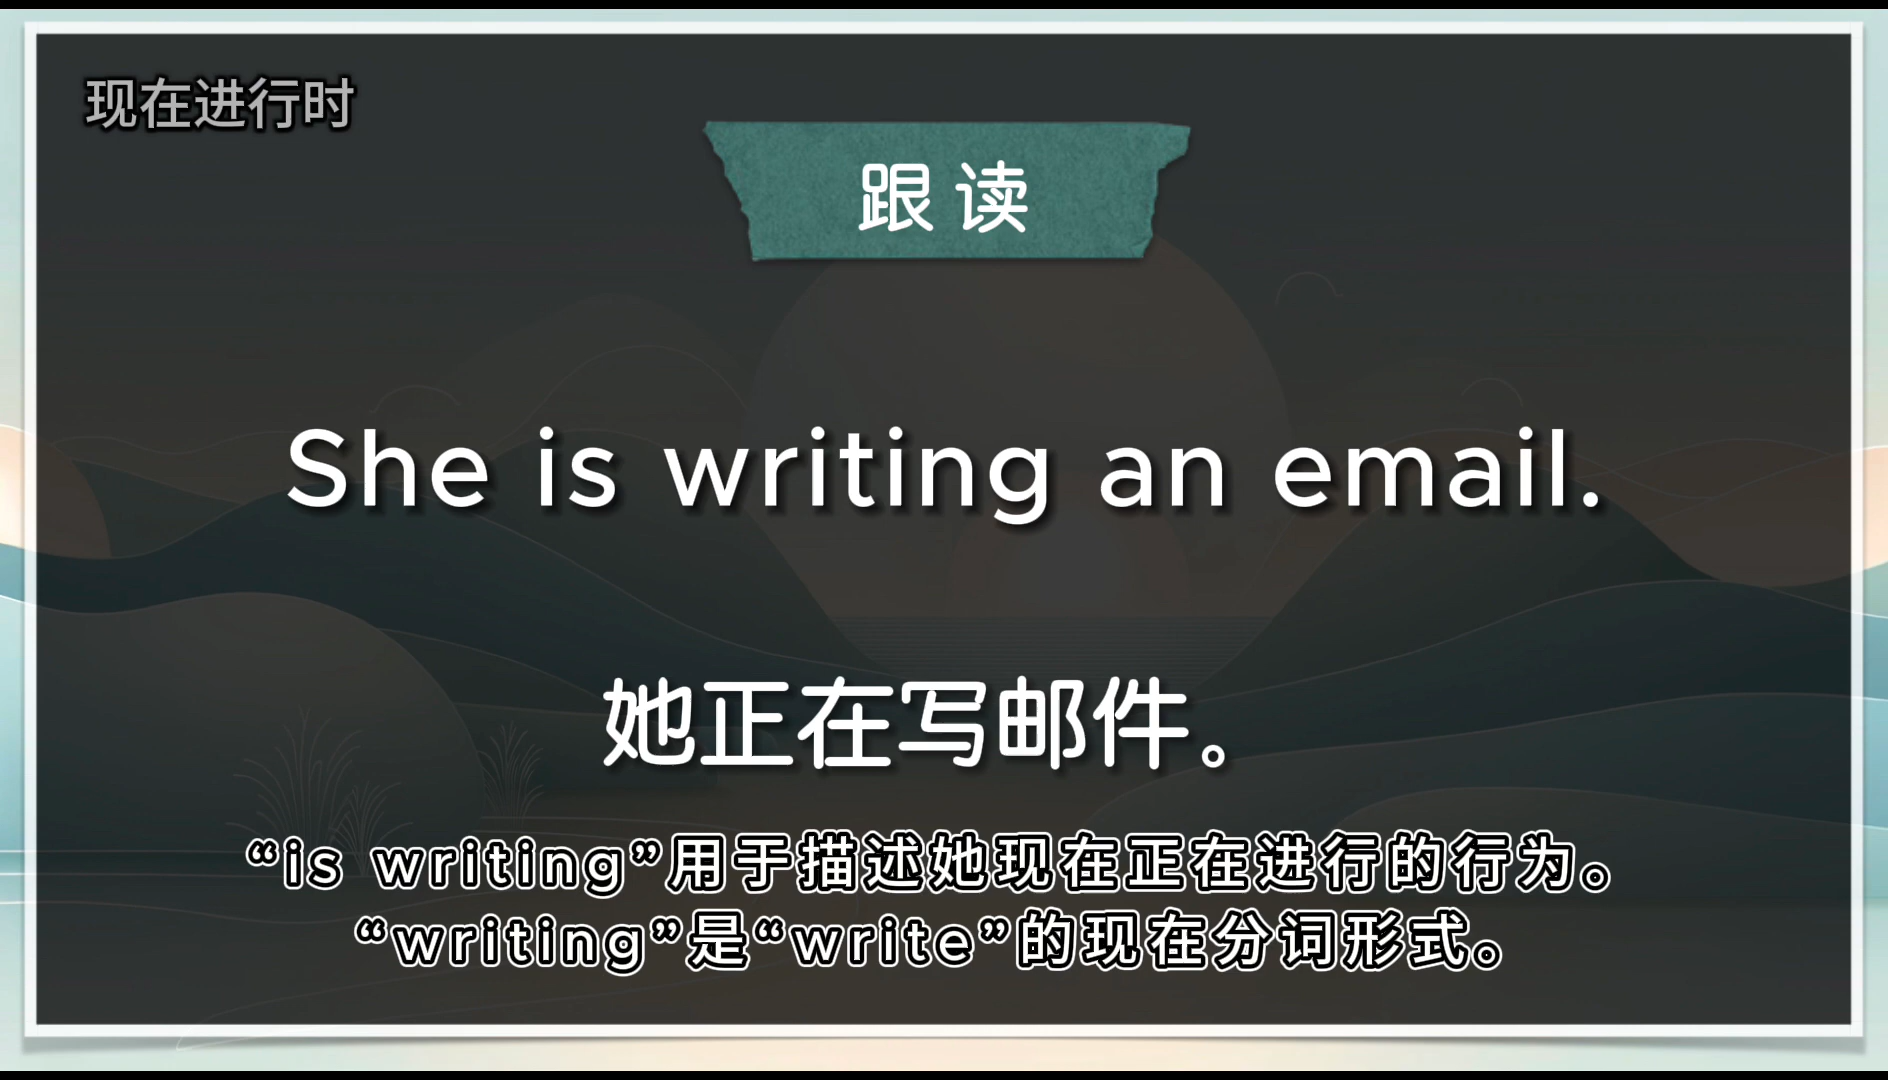 现在进行时
跟读
She is writing an email.
她正在写邮件。
“is writing”用于描述她现在正在进行的行为。
“writing”是“write”的现在分词形式。